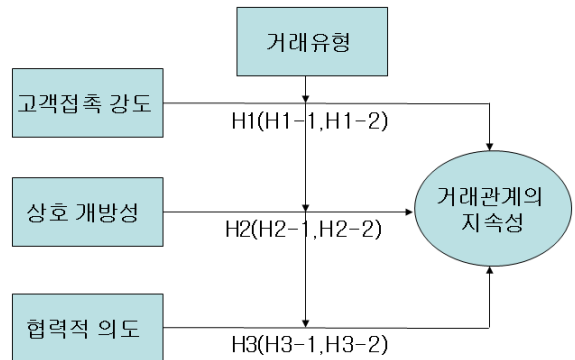 거래유형
고객접촉 강도
H1(H1-1,H1-2)
상호 개방성
H2(H2-1,H2-2)
거래관계의
지속성
협력적 의도
H3(H3-1,H3-2)